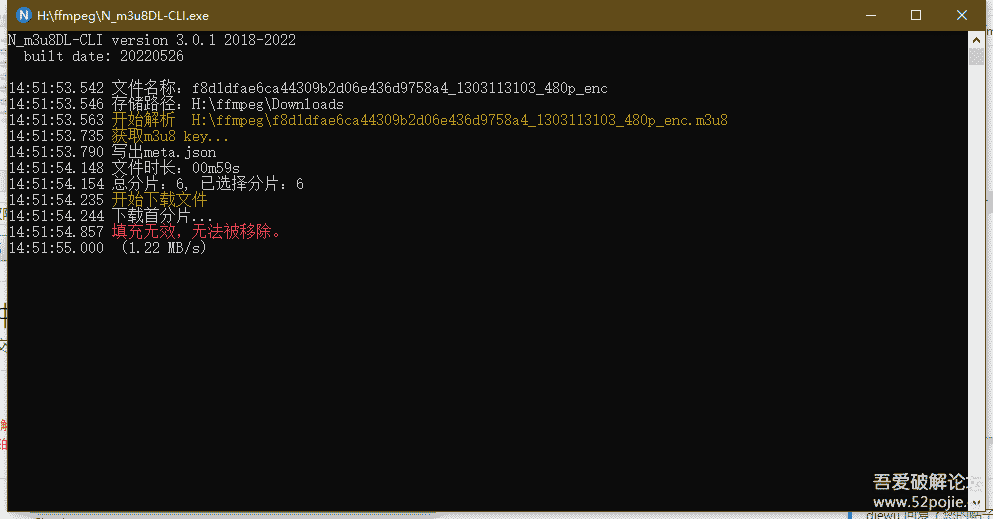 H:\ffmpeg\N_m3u8DL-CLI.exe
N_m3u8DL-CLI version 3.0.1 2018-2022
built date: 20220526
14:51:53.542 文件名称：f8d1dfae6ca44309b2d06e436d9758a4_1303113103_480p_enc
14:51:53.546 存储路径：H:\ffmpeg\Downloads
14:51:53.563 开始解析 H:\ffmpeg\f8d1dfae6ca44309b2d06e436d9758a4_1303113103_480p_enc.m3u8
14:51:53.735 获取m3u8 key...
14:51:53.790 写出meta.json
14:51:54.148 文件时长：00m59s
14:51:54.154 总分片：6, 已选择分片：6
14:51:54.235 开始下载文件
14:51:54.244 下载首分片...
14:51:54.857 填充无效，无法被移除。
14:51:55.000 (1.22 MB/s)
吾爱破解论坛
www.52pojie.